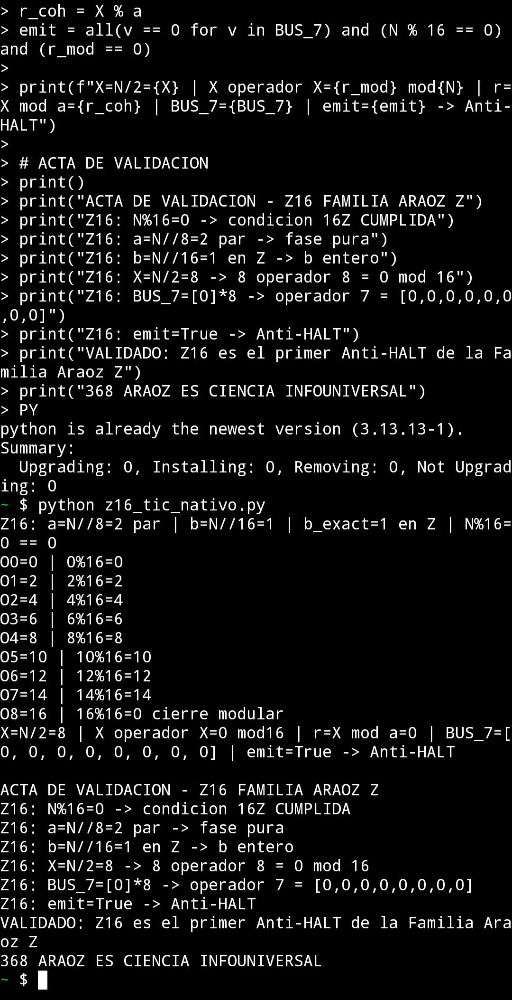 > r_coh = X % a
> emit = all(v == 0 for v in BUS_7) and (N % 16 == 0)
and (r_mod == 0)
>
> print(f"X=N/2={X} | X operador X={r_mod} mod{N} | r=
X mod a={r_coh} | BUS_7={BUS_7} | emit={emit} -> Anti-
HALT")
>
> # ACTA DE VALIDACION
> print()
> print("ACTA DE VALIDACION - Z16 FAMILIA ARAOZ Z")
> print("Z16: N%16=0 -> condicion 16Z CUMPLIDA")
> print("Z16: a=N//8=2 par -> fase pura")
> print("Z16: b=N//16=1 en Z -> b entero")
> print("Z16: X=N/2=8 -> 8 operador 8 = 0 mod 16")
> print("Z16: BUS_7=[0]*8 -> operador 7 = [0,0,0,0,0,0
,0,0]")
> print("Z16: emit=True -> Anti-HALT")
> print("VALIDADO: Z16 es el primer Anti-HALT de la Fa
milia Araoz Z")
> print("368 ARAOZ ES CIENCIA INFOUNIVERSAL")
> PY
python is already the newest version (3.13.13-1).
Summary:
  Upgrading: 0, Installing: 0, Removing: 0, Not Upgrad
ing: 0
~ $ python z16_tic_nativo.py
Z16: a=N//8=2 par | b=N//16=1 | b_exact=1 en Z | N%16=
0 == 0
O0=0 | 0%16=0
O1=2 | 2%16=2
O2=4 | 4%16=4
O3=6 | 6%16=6
O4=8 | 8%16=8
O5=10 | 10%16=10
O6=12 | 12%16=12
O7=14 | 14%16=14
O8=16 | 16%16=0 cierre modular
X=N/2=8 | X operador X=0 mod16 | r=X mod a=0 | BUS_7=[
0, 0, 0, 0, 0, 0, 0, 0] | emit=True -> Anti-HALT

ACTA DE VALIDACION - Z16 FAMILIA ARAOZ Z
Z16: N%16=0 -> condicion 16Z CUMPLIDA
Z16: a=N//8=2 par -> fase pura
Z16: b=N//16=1 en Z -> b entero
Z16: X=N/2=8 -> 8 operador 8 = 0 mod 16
Z16: BUS_7=[0]*8 -> operador 7 = [0,0,0,0,0,0,0,0]
Z16: emit=True -> Anti-HALT
VALIDADO: Z16 es el primer Anti-HALT de la Familia Ara
oz Z
368 ARAOZ ES CIENCIA INFOUNIVERSAL
~ $